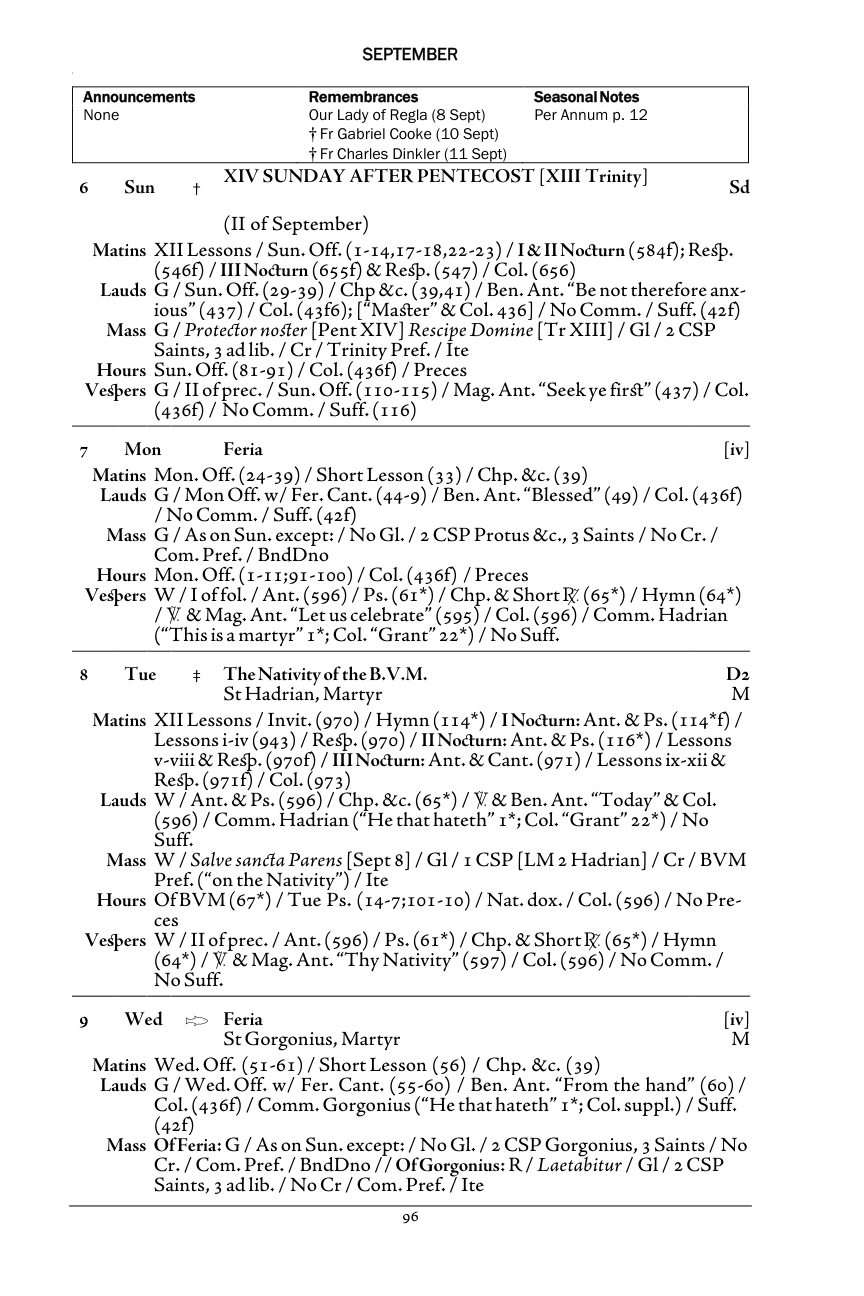 SEPTEMBER
Announcements
None
Remembrances
Our Lady of Regla (8 Sept)
† Fr Gabriel Cooke (10 Sept)
† Fr Charles Dinkler (11 Sept)
Seasonal Notes
Per Annum p. 12
6 Sun † XIV SUNDAY AFTER PENTECOST [XIII Trinity] Sd
(II of September)
Matins XII Lessons / Sun. Off. (1-14,17-18,22-23) / I & II Nocturn (584f); Resp.
(546f) / III Nocturn (655f) & Resp. (547) / Col. (656)
Lauds G / Sun. Off. (29-39) / Chp &c. (39,41) / Ben. Ant. “Be not therefore anx-
ious” (437) / Col. (43f6); [“Master” & Col. 436] / No Comm. / Suff. (42f)
Mass G / Protector noster [Pent XIV] Rescipe Domine [Tr XIII] / Gl / 2 CSP
Saints, 3 ad lib. / Cr / Trinity Pref. / Ite
Hours Sun. Off. (81-91) / Col. (436f) / Preces
Vespers G / II of prec. / Sun. Off. (110-115) / Mag. Ant. “Seek ye first” (437) / Col.
(436f) / No Comm. / Suff. (116)
7 Mon Feria [iv]
Matins Mon. Off. (24-39) / Short Lesson (33) / Chp. &c. (39)
Lauds G / Mon Off. w/ Fer. Cant. (44-9) / Ben. Ant. “Blessed” (49) / Col. (436f)
/ No Comm. / Suff. (42f)
Mass G / As on Sun. except: / No Gl. / 2 CSP Protus &c., 3 Saints / No Cr. /
Com. Pref. / BndDno
Hours Mon. Off. (1-11;91-100) / Col. (436f) / Preces
Vespers W / I of fol. / Ant. (596) / Ps. (61*) / Chp. & Short ℟ (65*) / Hymn (64*)
/ ℣ & Mag. Ant. “Let us celebrate” (595) / Col. (596) / Comm. Hadrian
(“This is a martyr” 1*; Col. “Grant” 22*) / No Suff.
8 Tue ‡ The Nativity of the B.V.M. D2
St Hadrian, Martyr M
Matins XII Lessons / Invit. (970) / Hymn (114*) / I Nocturn: Ant. & Ps. (114*f) /
Lessons i-iv (943) / Resp. (970) / II Nocturn: Ant. & Ps. (116*) / Lessons
v-viii & Resp. (970f) / III Nocturn: Ant. & Cant. (971) / Lessons ix-xii &
Resp. (971f) / Col. (973)
Lauds W / Ant. & Ps. (596) / Chp. &c. (65*) / ℣ & Ben. Ant. “Today” & Col.
(596) / Comm. Hadrian (“He that hateth” 1*; Col. “Grant” 22*) / No
Suff.
Mass W / Salve sancta Parens [Sept 8] / Gl / 1 CSP [LM 2 Hadrian] / Cr / BVM
Pref. (“on the Nativity”) / Ite
Hours Of BVM (67*) / Tue Ps. (14-7;101-10) / Nat. dox. / Col. (596) / No Pre-
ces
Vespers W / II of prec. / Ant. (596) / Ps. (61*) / Chp. & Short ℟ (65*) / Hymn
(64*) / ℣ & Mag. Ant. “Thy Nativity” (597) / Col. (596) / No Comm. /
No Suff.
9 Wed ➩ Feria [iv]
St Gorgonius, Martyr M
Matins Wed. Off. (51-61) / Short Lesson (56) / Chp. &c. (39)
Lauds G / Wed. Off. w/ Fer. Cant. (55-60) / Ben. Ant. “From the hand” (60) /
Col. (436f) / Comm. Gorgonius (“He that hateth” 1*; Col. suppl.) / Suff.
(42f)
Mass Of Feria: G / As on Sun. except: / No Gl. / 2 CSP Gorgonius, 3 Saints / No
Cr. / Com. Pref. / BndDno // Of Gorgonius: R / Laetabitur / Gl / 2 CSP
Saints, 3 ad lib. / No Cr / Com. Pref. / Ite
96